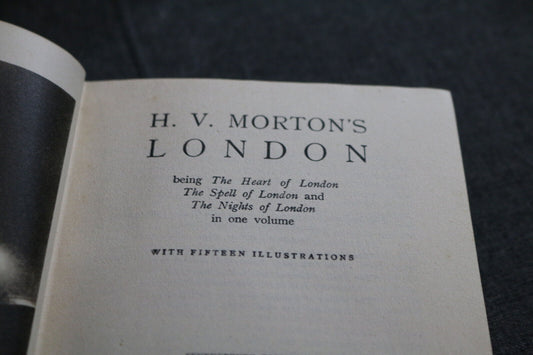 H. V. MORTON'S
LONDON
being The Heart of London
The Spell of London and
The Nights of London
in one volume
WITH FIFTEEN ILLUSTRATIONS